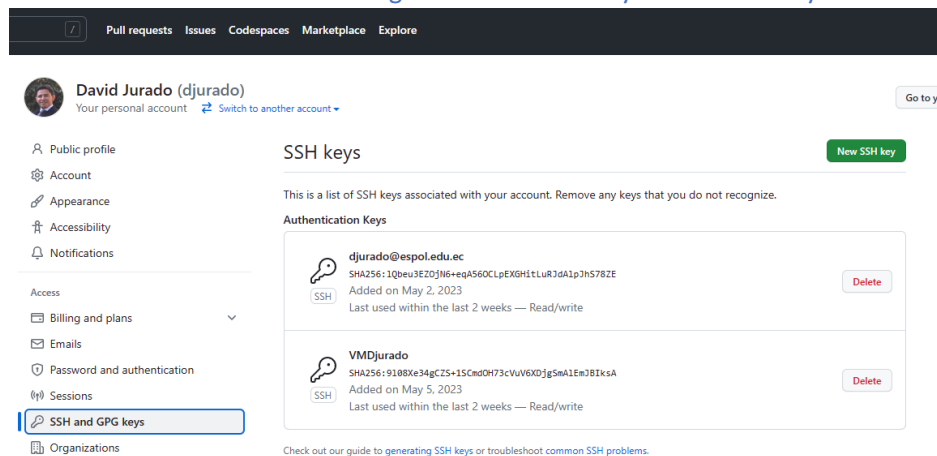 / Pull requests Issues Codespaces Marketplace Explore
David Jurado (djurado)
Your personal account Switch to another account
Go to y
Public profile
Account
Appearance
Accessibility
Notifications
Access
Billing and plans
Emails
Password and authentication
Sessions
SSH and GPG keys
Organizations
SSH keys
New SSH key
This is a list of SSH keys associated with your account. Remove any keys that you do not recognize.
Authentication Keys
djurado@espol.edu.ec
SHA256:1Qbeu3EZOjN6+eqA56OCLpEXGHitLuRJdAlpJhS78ZE
SSH
Added on May 2, 2023
Last used within the last 2 weeks — Read/write
Delete
VMDjurado
SHA256:9108Xe34gCZS+1SCmdOH73cVuV6XDjgSmAlEmJBIksA
SSH
Added on May 5, 2023
Last used within the last 2 weeks — Read/write
Delete
Check out our guide to generating SSH keys or troubleshoot common SSH problems.